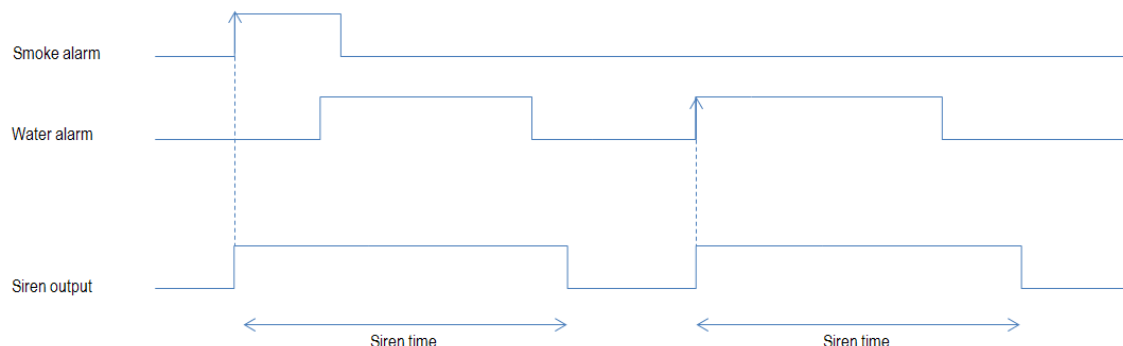 Smoke alarm
Water alarm
Siren output
Siren time
Siren time